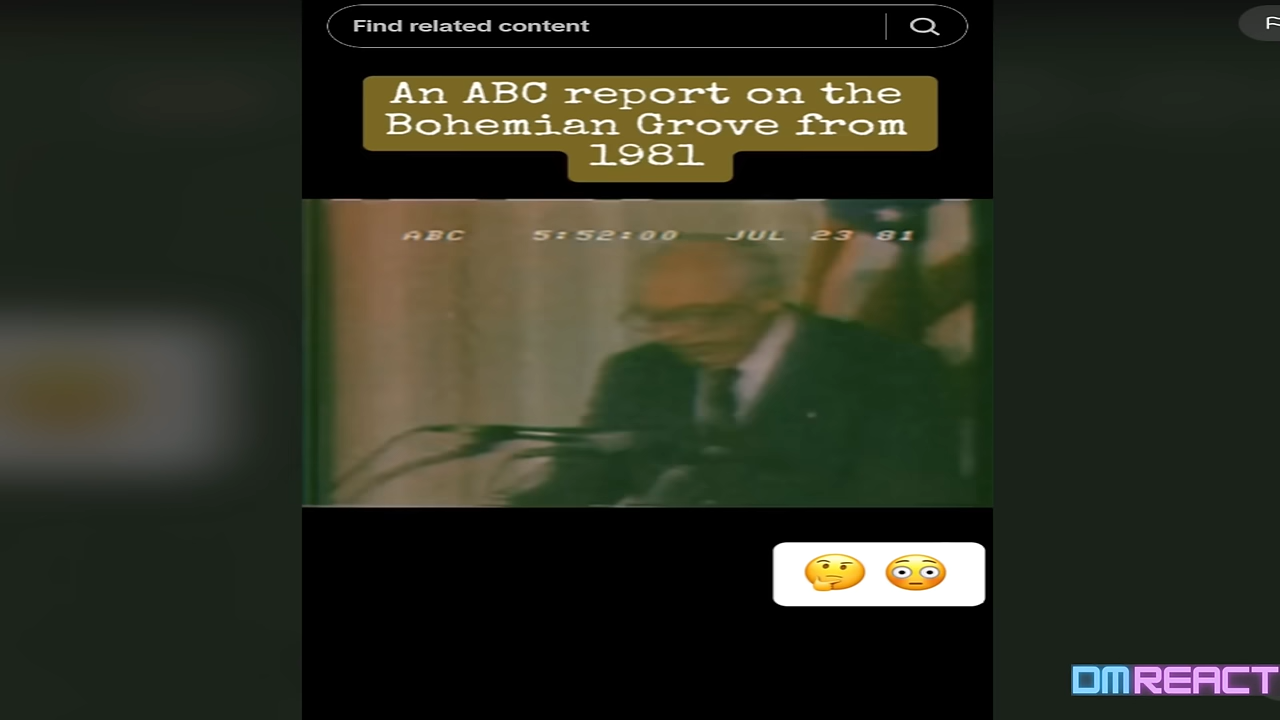 Find related content
An ABC report on the
Bohemian Grove from
1981
ABC 5:52:00 JUL 23 81
DMREACT